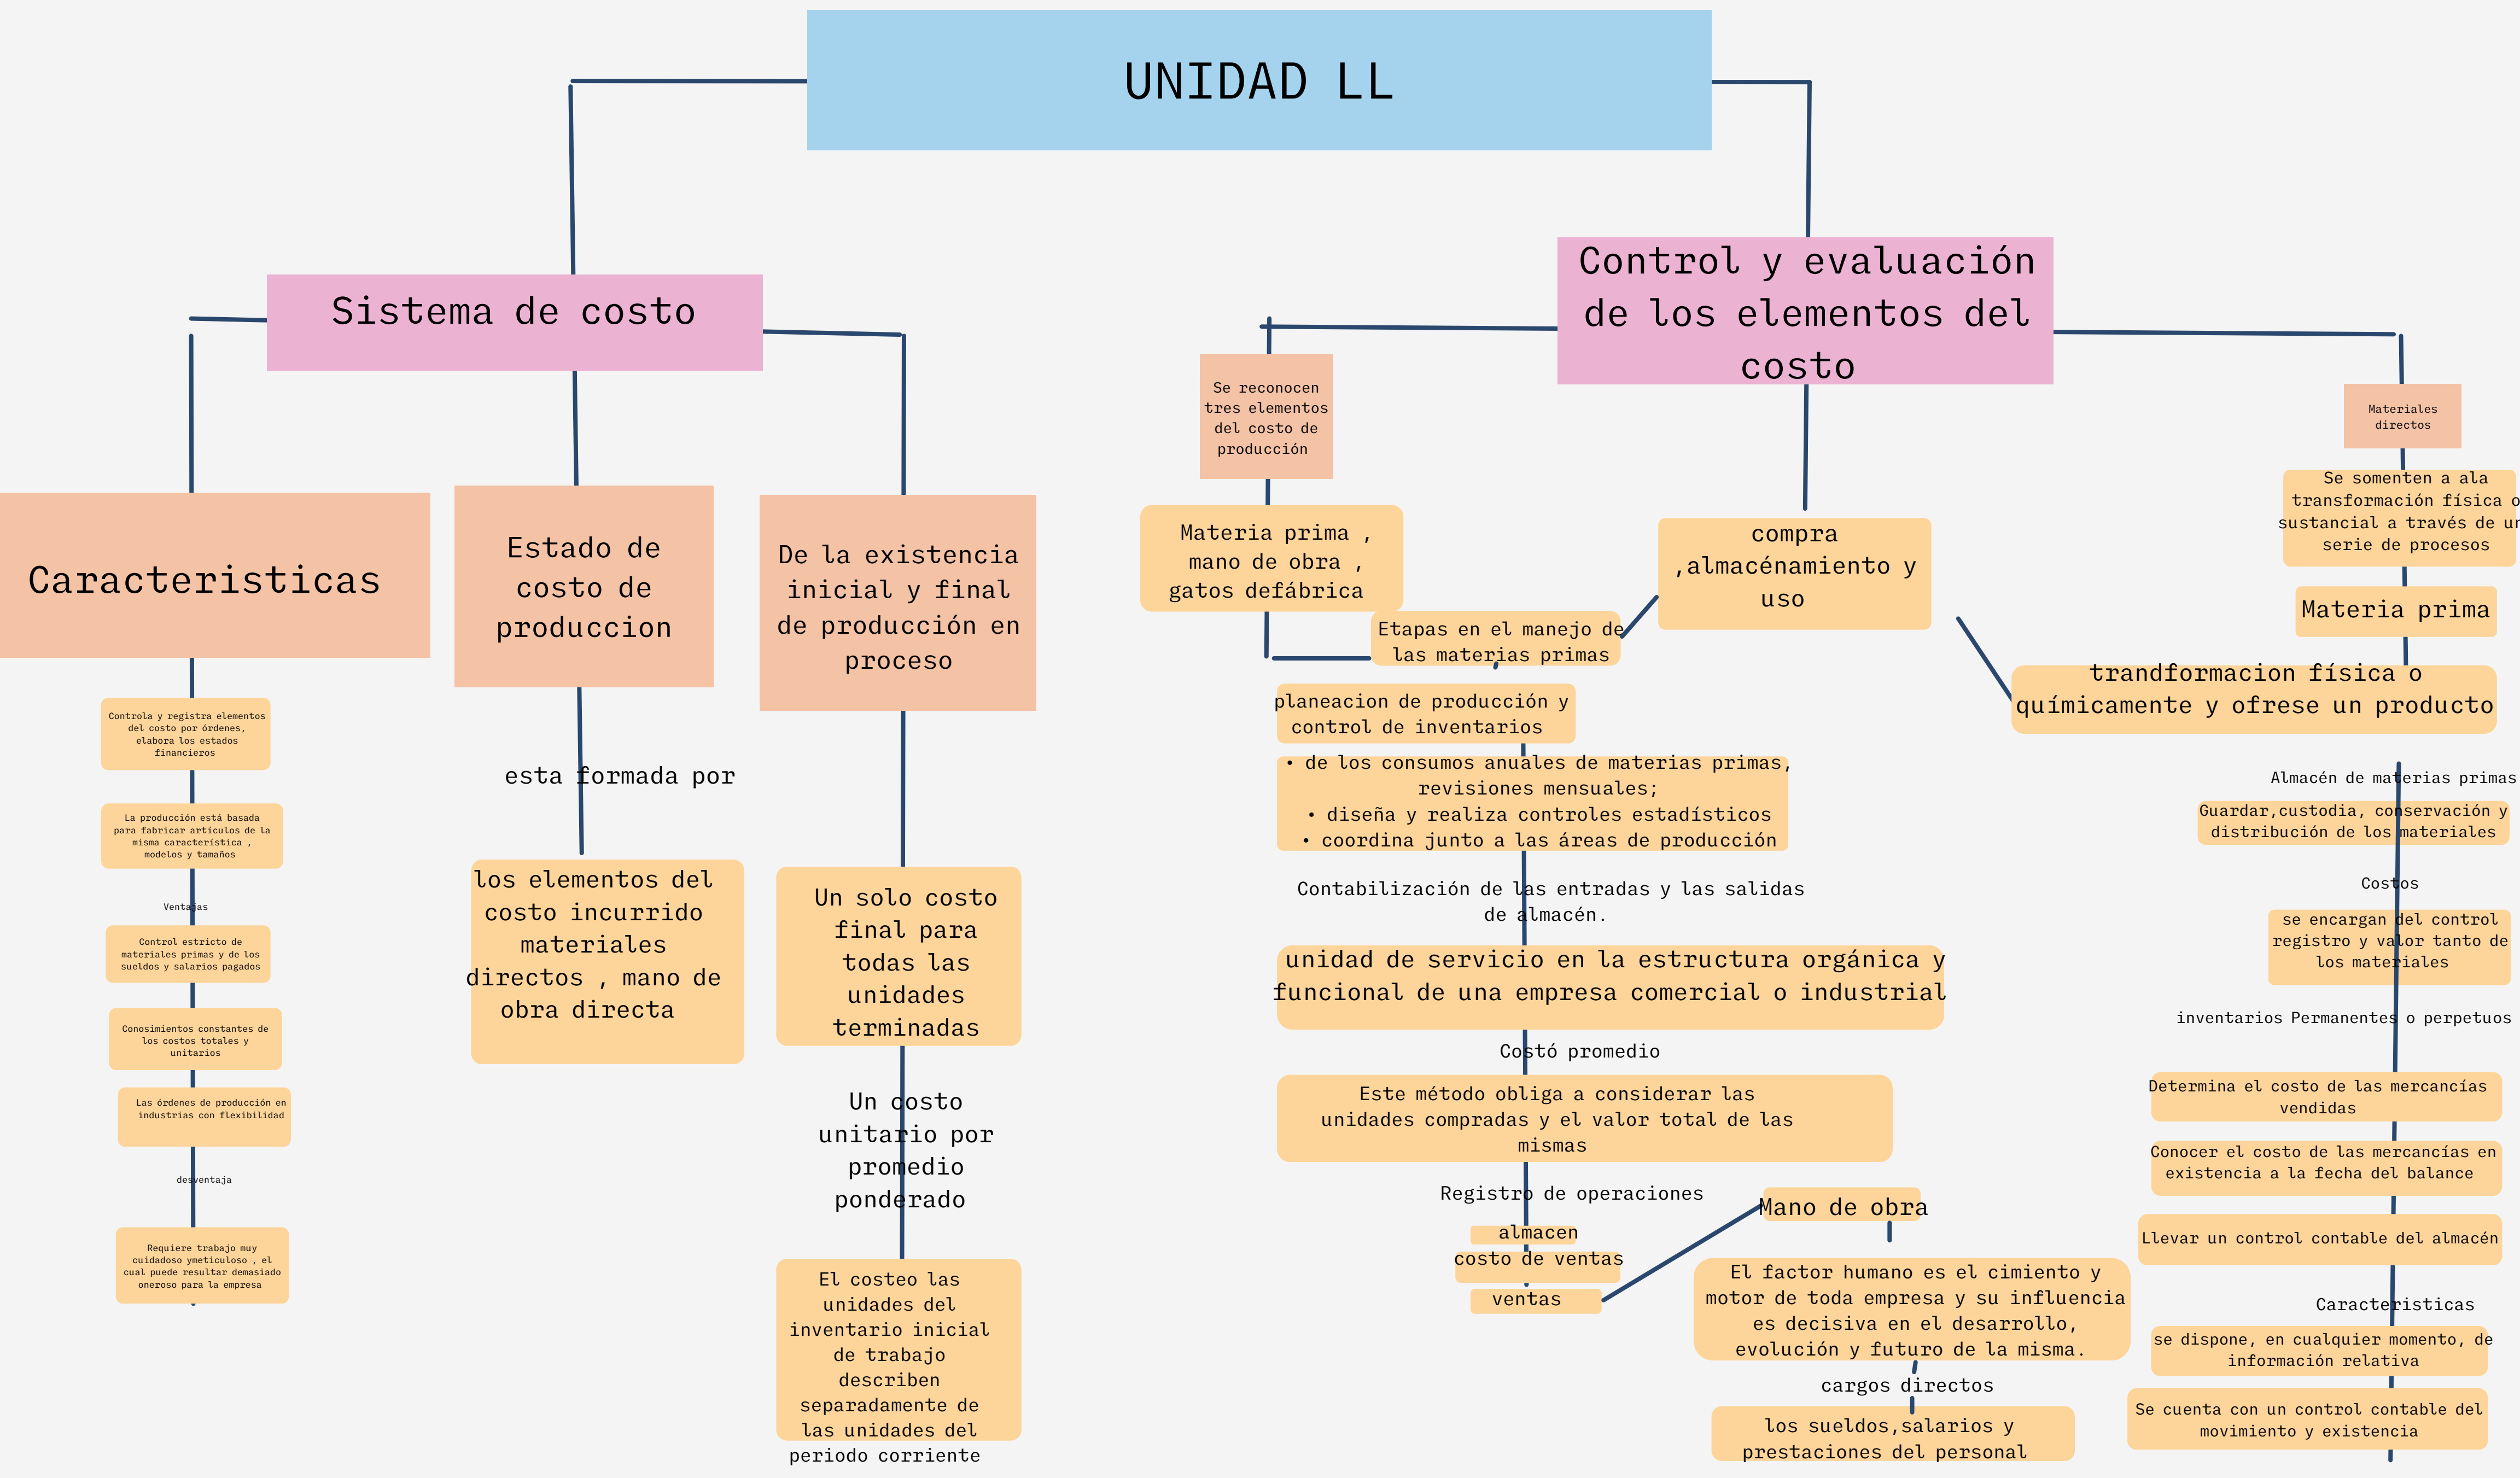 UNIDAD LL
Sistema de costo
Caracteristicas
Controla y registra elementos
del costo por órdenes,
elabora los estados
financieros
La producción está basada
para fabricar artículos de la
misma característica ,
modelos y tamaños
Ventajas
Control estricto de
materiales primas y de los
sueldos y salarios pagados
Conosimientos constantes de
los costos totales y
unitarios
Las órdenes de producción en
industrias con flexibilidad
desventaja
Requiere trabajo muy
cuidadoso ymeticuloso , el
cual puede resultar demasiado
oneroso para la empresa
Estado de
costo de
produccion
esta formada por
los elementos del
costo incurrido
materiales
directos , mano de
obra directa
De la existencia
inicial y final
de producción en
proceso
Un solo costo
final para
todas las
unidades
terminadas
Un costo
unitario por
promedio
ponderado
El costeo las
unidades del
inventario inicial
de trabajo
describen
separadamente de
las unidades del
periodo corriente
Control y evaluación
de los elementos del
costo
Se reconocen
tres elementos
del costo de
producción
Materia prima ,
mano de obra ,
gatos defábrica
Etapas en el manejo de
las materias primas
compra
,almacénamiento y
uso
planeacion de producción y
control de inventarios
• de los consumos anuales de materias primas,
revisiones mensuales;
• diseña y realiza controles estadísticos
• coordina junto a las áreas de producción
Contabilización de las entradas y las salidas
de almacén.
unidad de servicio en la estructura orgánica y
funcional de una empresa comercial o industrial
Costó promedio
Este método obliga a considerar las
unidades compradas y el valor total de las
mismas
Registro de operaciones
almacen
costo de ventas
ventas
Mano de obra
El factor humano es el cimiento y
motor de toda empresa y su influencia
es decisiva en el desarrollo,
evolución y futuro de la misma.
cargos directos
los sueldos,salarios y
prestaciones del personal
Materiales
directos
Se somenten a ala
transformación física o
sustancial a través de un
serie de procesos
Materia prima
trandformacion física o
químicamente y ofrese un producto
Almacén de materias primas
Guardar,custodia, conservación y
distribución de los materiales
Costos
se encargan del control
registro y valor tanto de
los materiales
inventarios Permanentes o perpetuos
Determina el costo de las mercancías
vendidas
Conocer el costo de las mercancías en
existencia a la fecha del balance
Llevar un control contable del almacén
Caracteristicas
se dispone, en cualquier momento, de
información relativa
Se cuenta con un control contable del
movimiento y existencia